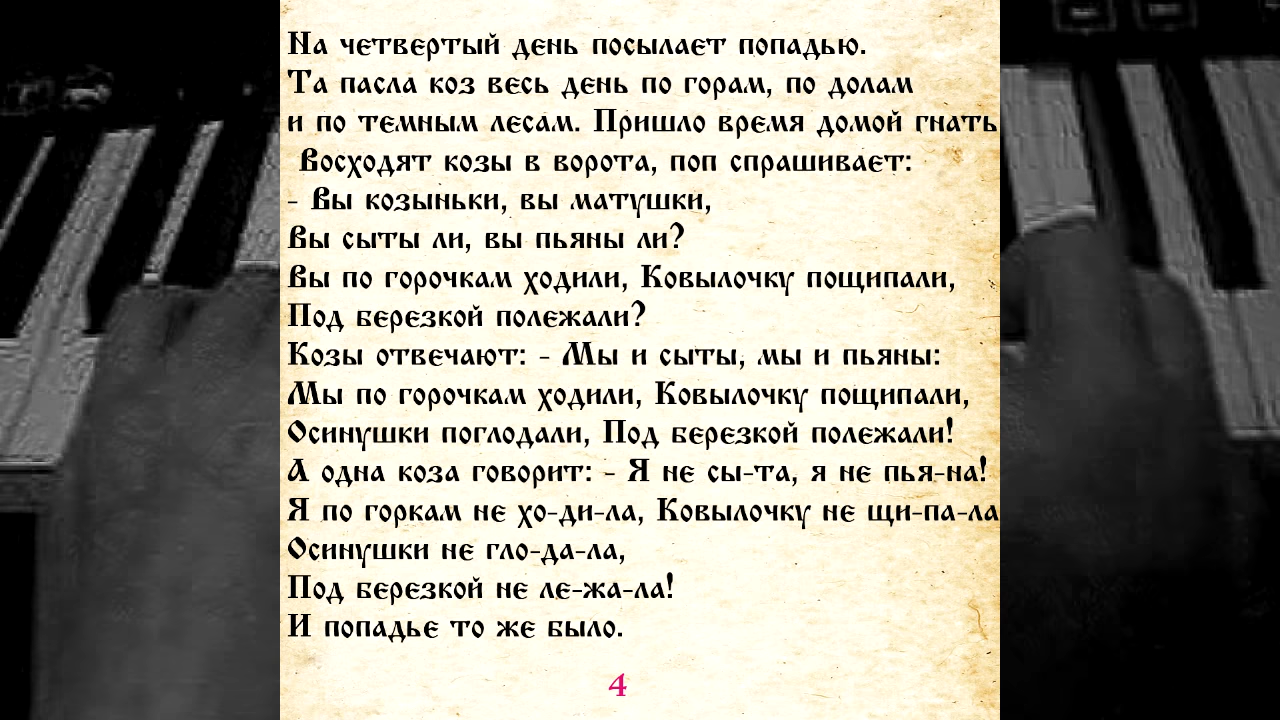 На четвертый день посылает попадью.
Та пасла коз весь день по горам, по долам
и по темным лесам. Пришло время домой гнать
Восходят козы в ворота, поп спрашивает:
- Вы козыньки, вы матушки,
Вы сыты ли, вы пьяны ли?
Вы по горочкам ходили, Ковылочку пощипали,
Под березкой полежали?
Козы отвечают: - Мы и сыты, мы и пьяны:
Мы по горочкам ходили, Ковылочку пощипали,
Осинушки поглодали, Под березкой полежали!
А одна коза говорит: - Я не сы-та, я не пья-на!
Я по горкам не хо-ди-ла, Ковылочку не щи-па-ла
Осинушки не гло-да-ла,
Под березкой не ле-жа-ла!
И попадье то же было.
4